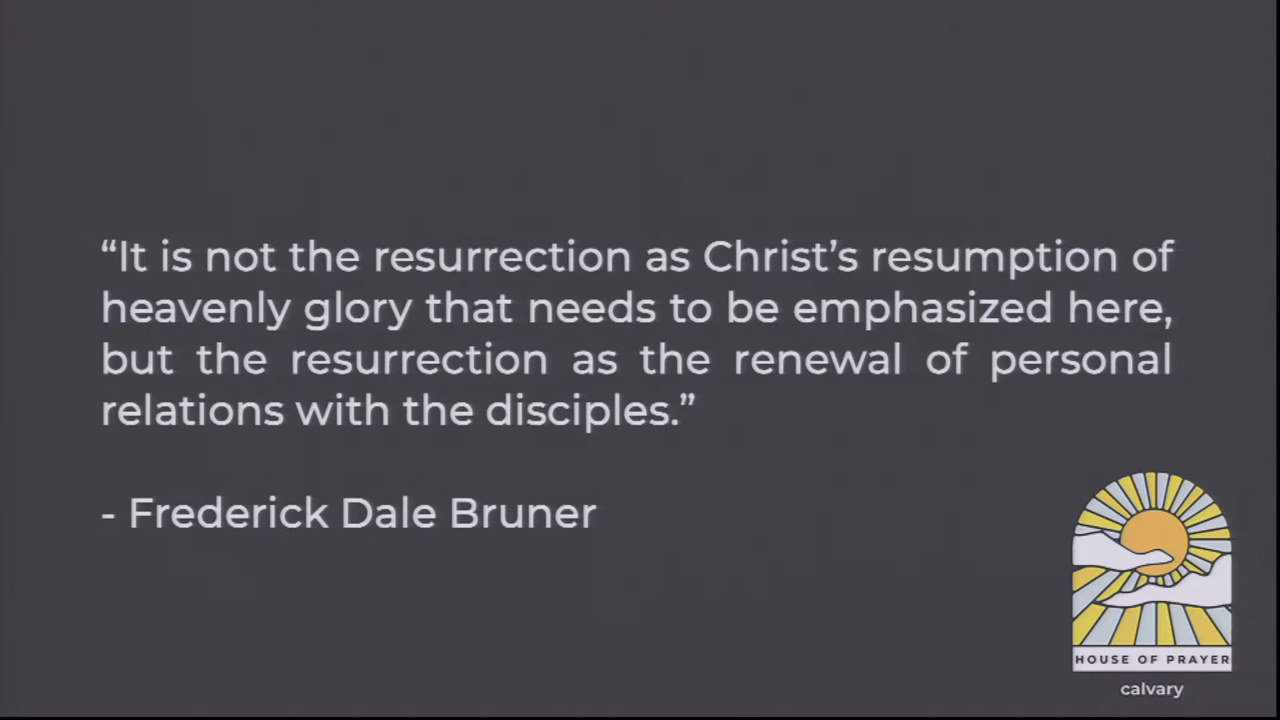 “It is not the resurrection as Christ’s resumption of
heavenly glory that needs to be emphasized here,
but the resurrection as the renewal of personal
relations with the disciples.”
- Frederick Dale Bruner
HOUSE OF PRAYER
calvary